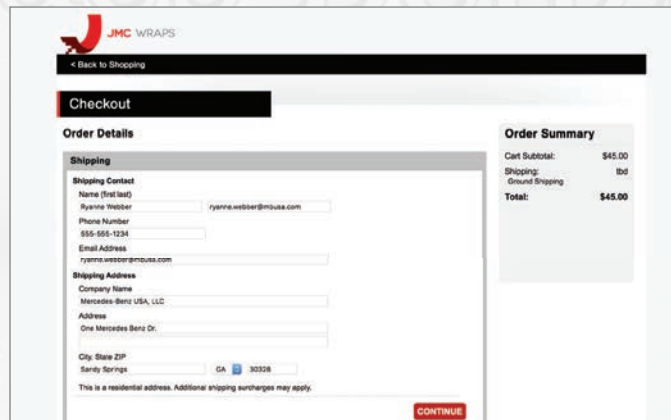 JMC WRAPS
< Back to Shopping
Checkout
Order Details
Shipping
Shipping Contact
Name (first last)
Ryanne Webber ryanne.webber@mbusa.com
Phone Number
555-555-1234
Email Address
ryanne.webber@mbusa.com
Shipping Address
Company Name
Mercedes-Benz USA, LLC
Address
One Mercedes Benz Dr.
City, State ZIP
Sandy Springs GA 30328
This is a residential address. Additional shipping surcharges may apply.
CONTINUE
Order Summary
Cart Subtotal: $45.00
Shipping: tbd
Ground Shipping
Total: $45.00